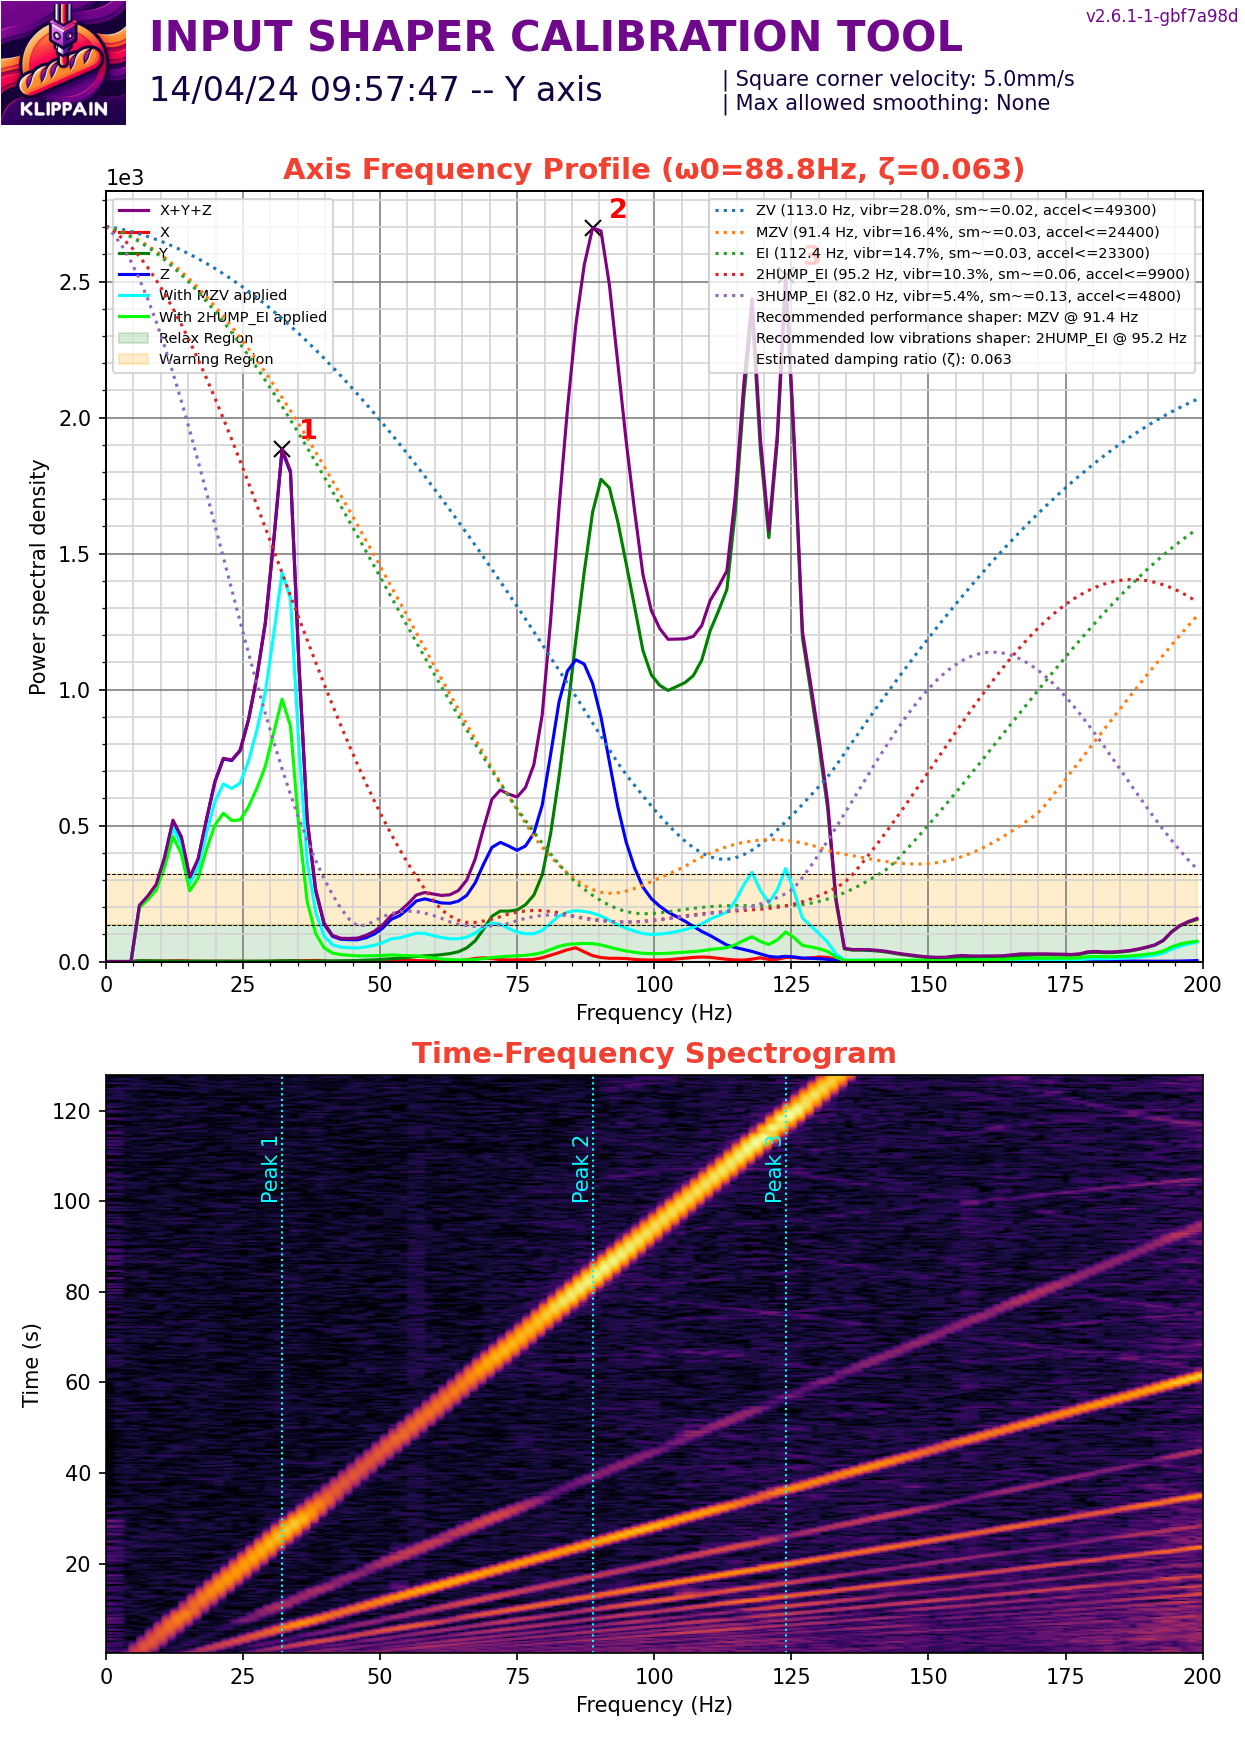 KLIPPAIN
INPUT SHAPER CALIBRATION TOOL
v2.6.1-1-gbf7a98d
14/04/24 09:57:47 -- Y axis
| Square corner velocity: 5.0mm/s
| Max allowed smoothing: None
Axis Frequency Profile (ω0=88.8Hz, ζ=0.063)
1e3
X+Y+Z
X
Y
Z
With MZV applied
With 2HUMP_EI applied
Relax Region
Warning Region
ZV (113.0 Hz, vibr=28.0%, sm~=0.02, accel<=49300)
MZV (91.4 Hz, vibr=16.4%, sm~=0.03, accel<=24400)
EI (112.4 Hz, vibr=14.7%, sm~=0.03, accel<=23300)
2HUMP_EI (95.2 Hz, vibr=10.3%, sm~=0.06, accel<=9900)
3HUMP_EI (82.0 Hz, vibr=5.4%, sm~=0.13, accel<=4800)
Recommended performance shaper: MZV @ 91.4 Hz
Recommended low vibrations shaper: 2HUMP_EI @ 95.2 Hz
Estimated damping ratio (ζ): 0.063
1
2
3
Power spectral density
2.5
2.0
1.5
1.0
0.5
0.0
0 25 50 75 100 125 150 175 200
Frequency (Hz)
Time-Frequency Spectrogram
Time (s)
120
100
80
60
40
20
Peak 1
Peak 2
Peak 3
0 25 50 75 100 125 150 175 200
Frequency (Hz)